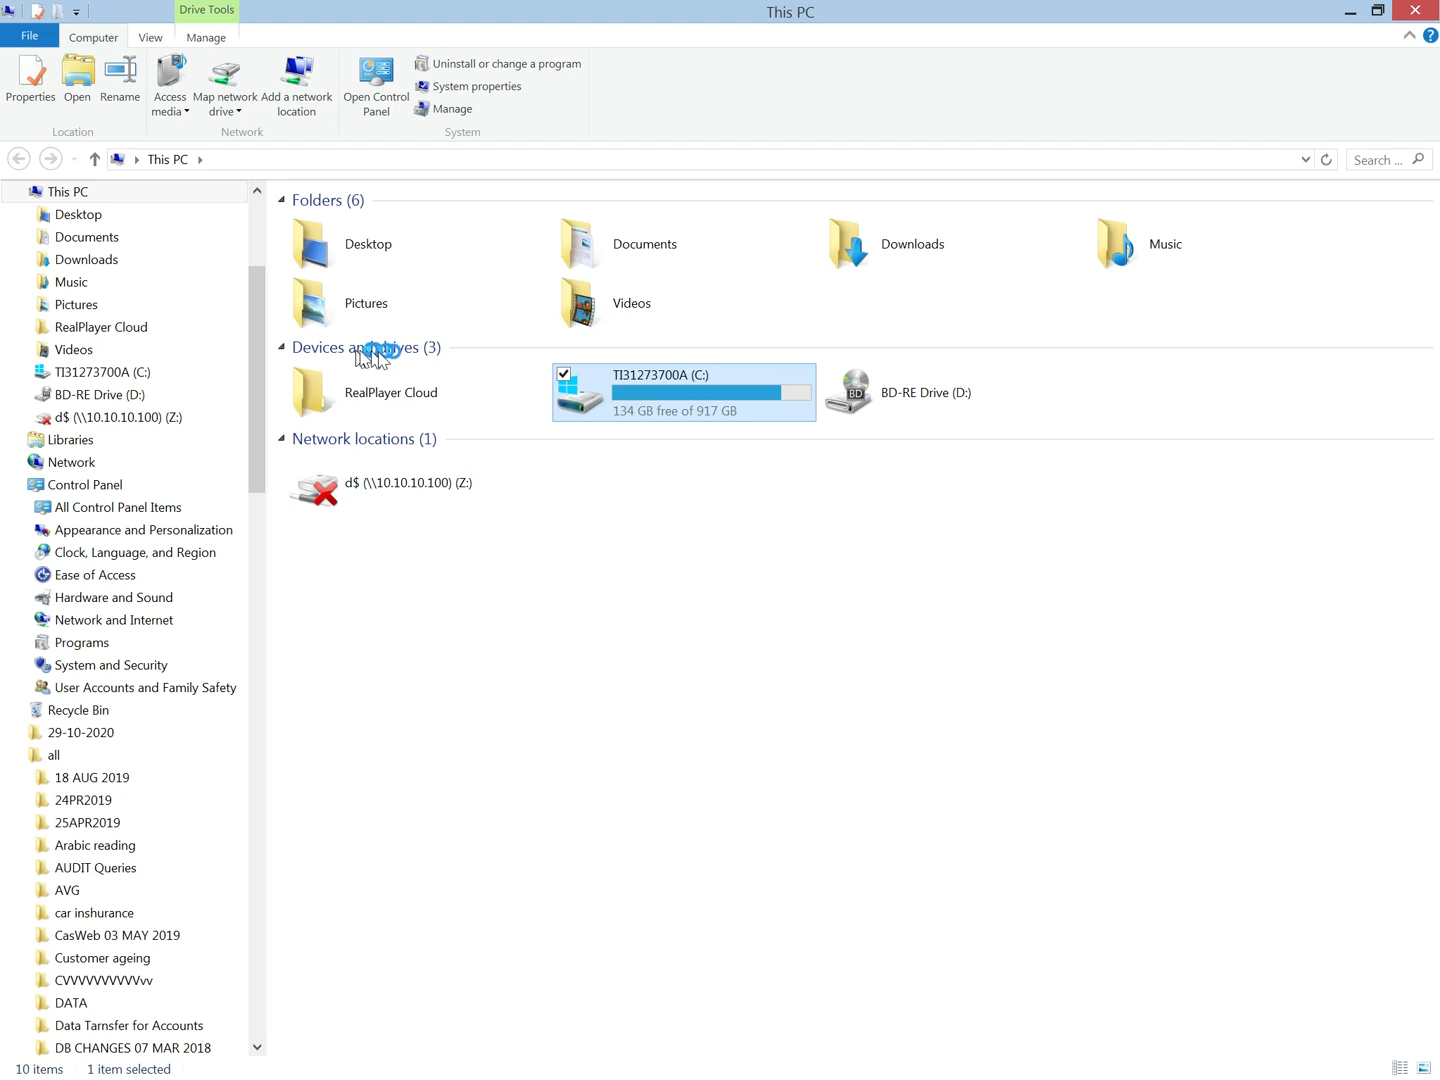 Drive Tools
This PC
File
Computer
View
Manage
Properties
Open
Rename
Access media
Map network drive
Add a network location
Open Control Panel
Uninstall or change a program
System properties
Manage
Location
Network
System
This PC
Search ...
This PC
Desktop
Documents
Downloads
Music
Pictures
RealPlayer Cloud
Videos
TI31273700A (C:)
BD-RE Drive (D:)
d$ (\\10.10.10.100) (Z:)
Libraries
Network
Control Panel
All Control Panel Items
Appearance and Personalization
Clock, Language, and Region
Ease of Access
Hardware and Sound
Network and Internet
Programs
System and Security
User Accounts and Family Safety
Recycle Bin
29-10-2020
all
18 AUG 2019
24PR2019
25APR2019
Arabic reading
AUDIT Queries
AVG
car inshurance
CasWeb 03 MAY 2019
Customer ageing
CVVVVVVVVVvv
DATA
Data Tarnsfer for Accounts
DB CHANGES 07 MAR 2018
Folders (6)
Desktop
Documents
Downloads
Music
Pictures
Videos
Devices and drives (3)
RealPlayer Cloud
TI31273700A (C:)
134 GB free of 917 GB
BD
BD-RE Drive (D:)
Network locations (1)
d$ (\\10.10.10.100) (Z:)
10 items
1 item selected